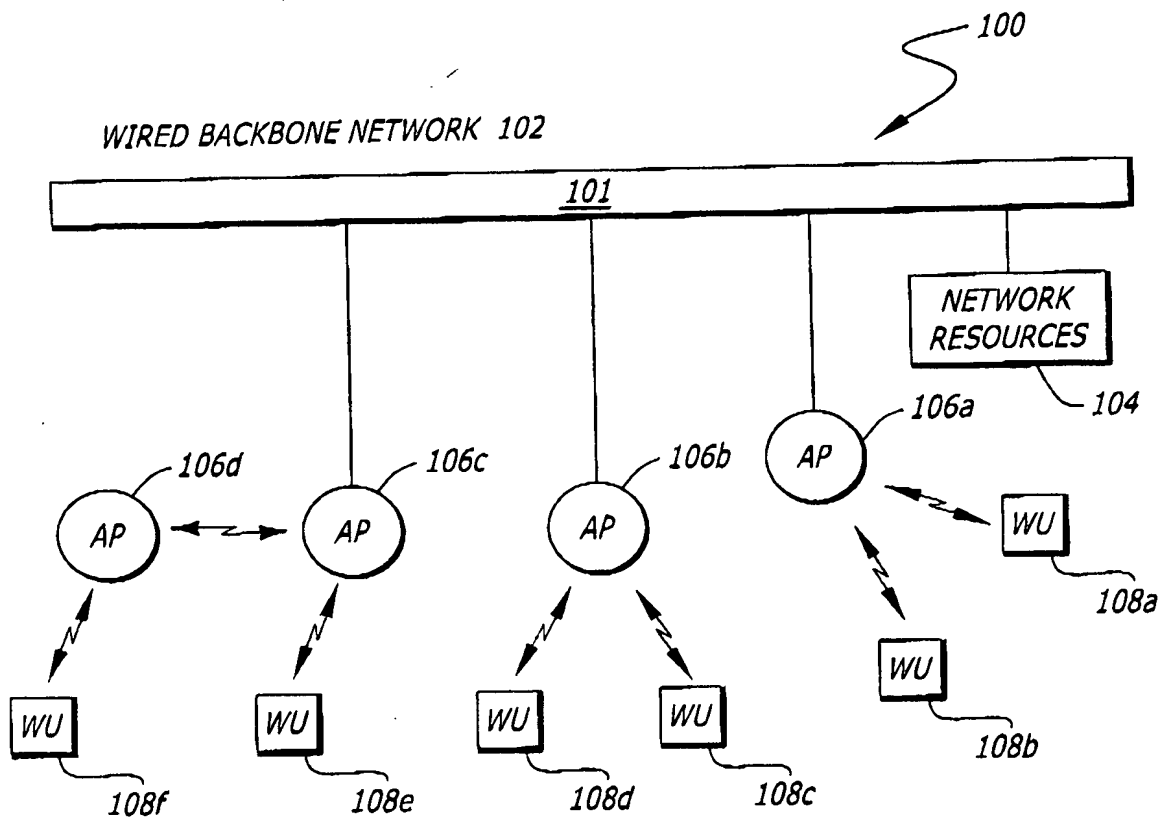 100
WIRED BACKBONE NETWORK 102
101
NETWORK
RESOURCES
104
106a
AP
106d
106c
106b
AP
AP
AP
WU
108a
WU
108b
WU
WU
WU
WU
108f
108e
108d
108c